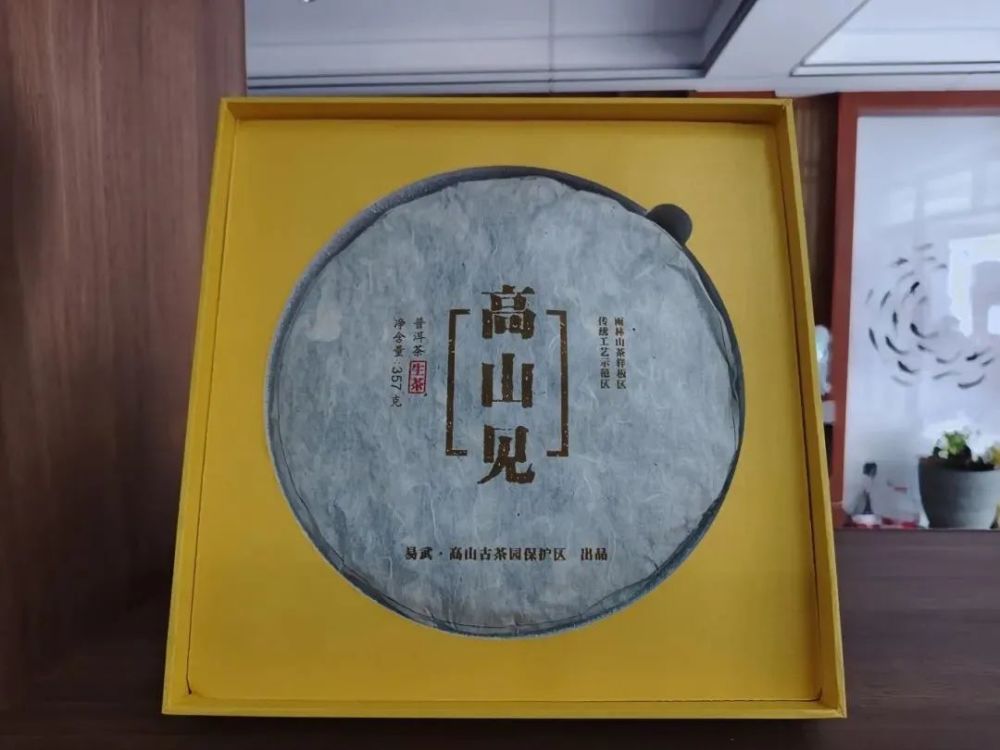 高山见
雨林山茶样板区
传统工艺示范区
普洱茶 生茶
净含量:357克
易武·高山古茶园保护区 出品